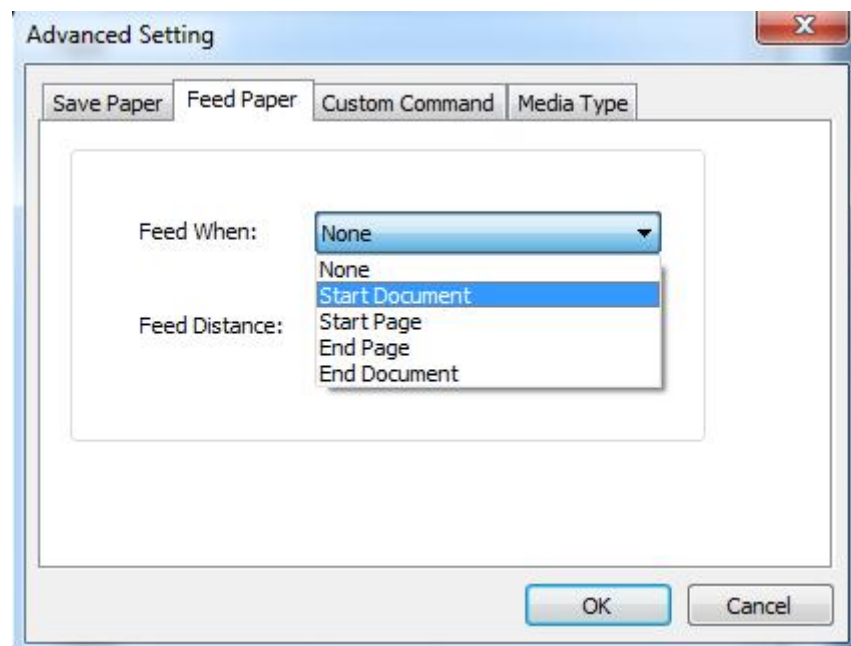 Advanced Setting
X
Save Paper Feed Paper Custom Command Media Type
Feed When: None
None
Start Document
Feed Distance: Start Page
End Page
End Document
OK Cancel